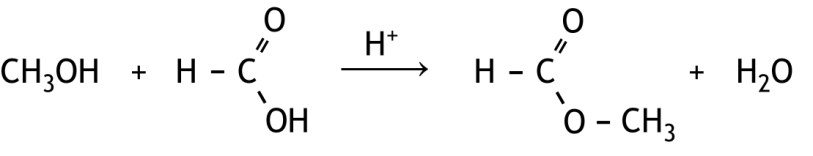 O O
H⁺
CH₃OH + H – C ⟶ H – C + H₂O
OH O – CH₃